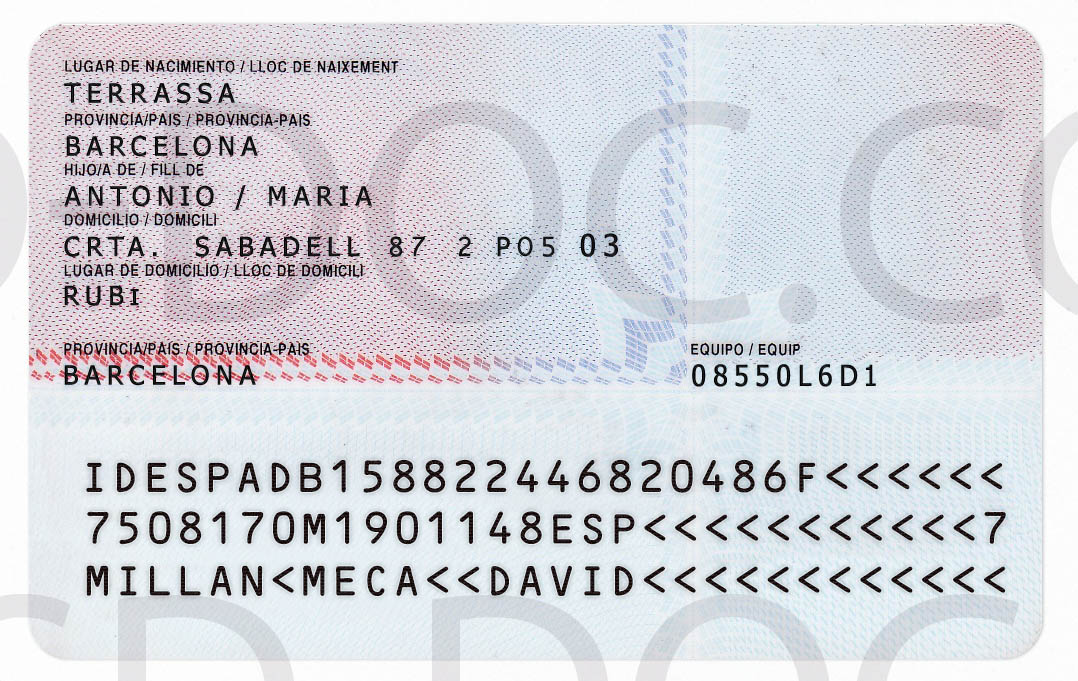 LUGAR DE NACIMIENTO / LLOC DE NAIXEMENT
TERRASSA
PROVINCIA/PAIS / PROVINCIA-PAIS
BARCELONA
HIJO/A DE / FILL DE
ANTONIO / MARIA
DOMICILIO / DOMICILI
CRTA. SABADELL 87 2 PO5 03
LUGAR DE DOMICILIO / LLOC DE DOMICILI
RUBI
PROVINCIA/PAIS / PROVINCIA-PAIS
BARCELONA
EQUIPO / EQUIP
08550L6D1
IDESPADB158822446820486F<<<<<<
7508170M1901148ESP<<<<<<<<<<<7
MILLAN<MECA<<DAVID<<<<<<<<<<<<